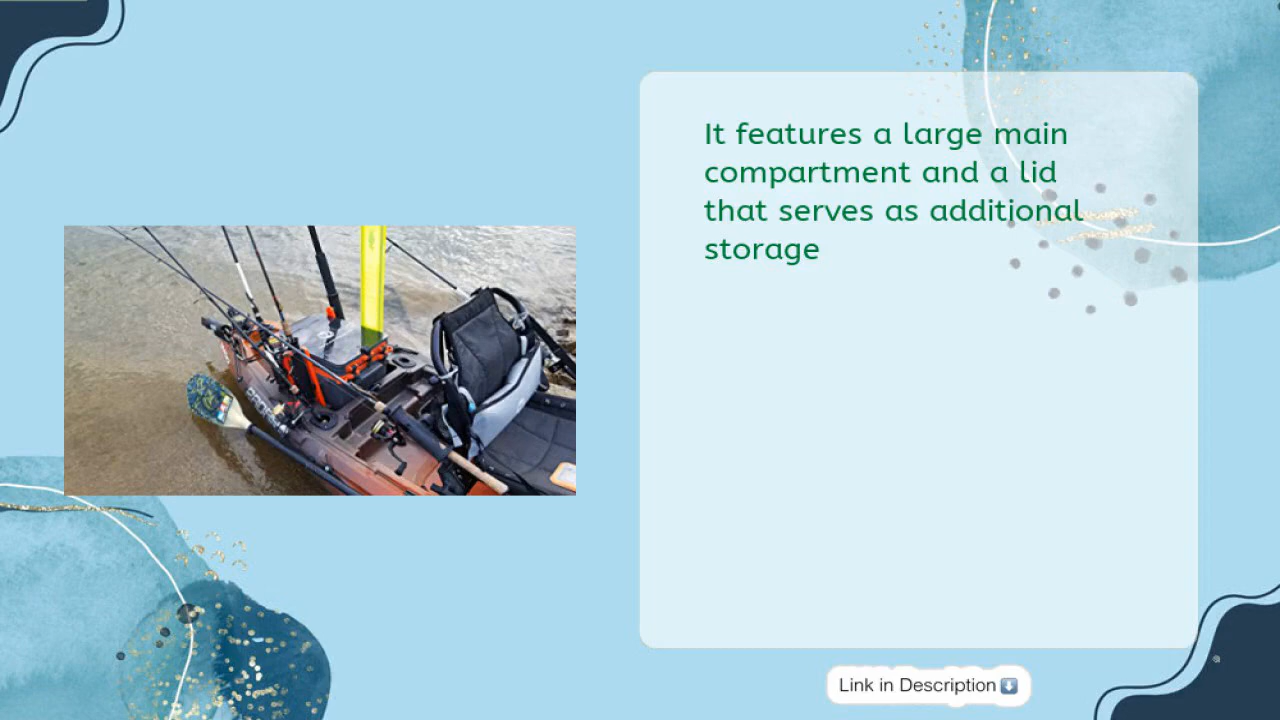 It features a large main
compartment and a lid
that serves as additional
storage
Link in Description